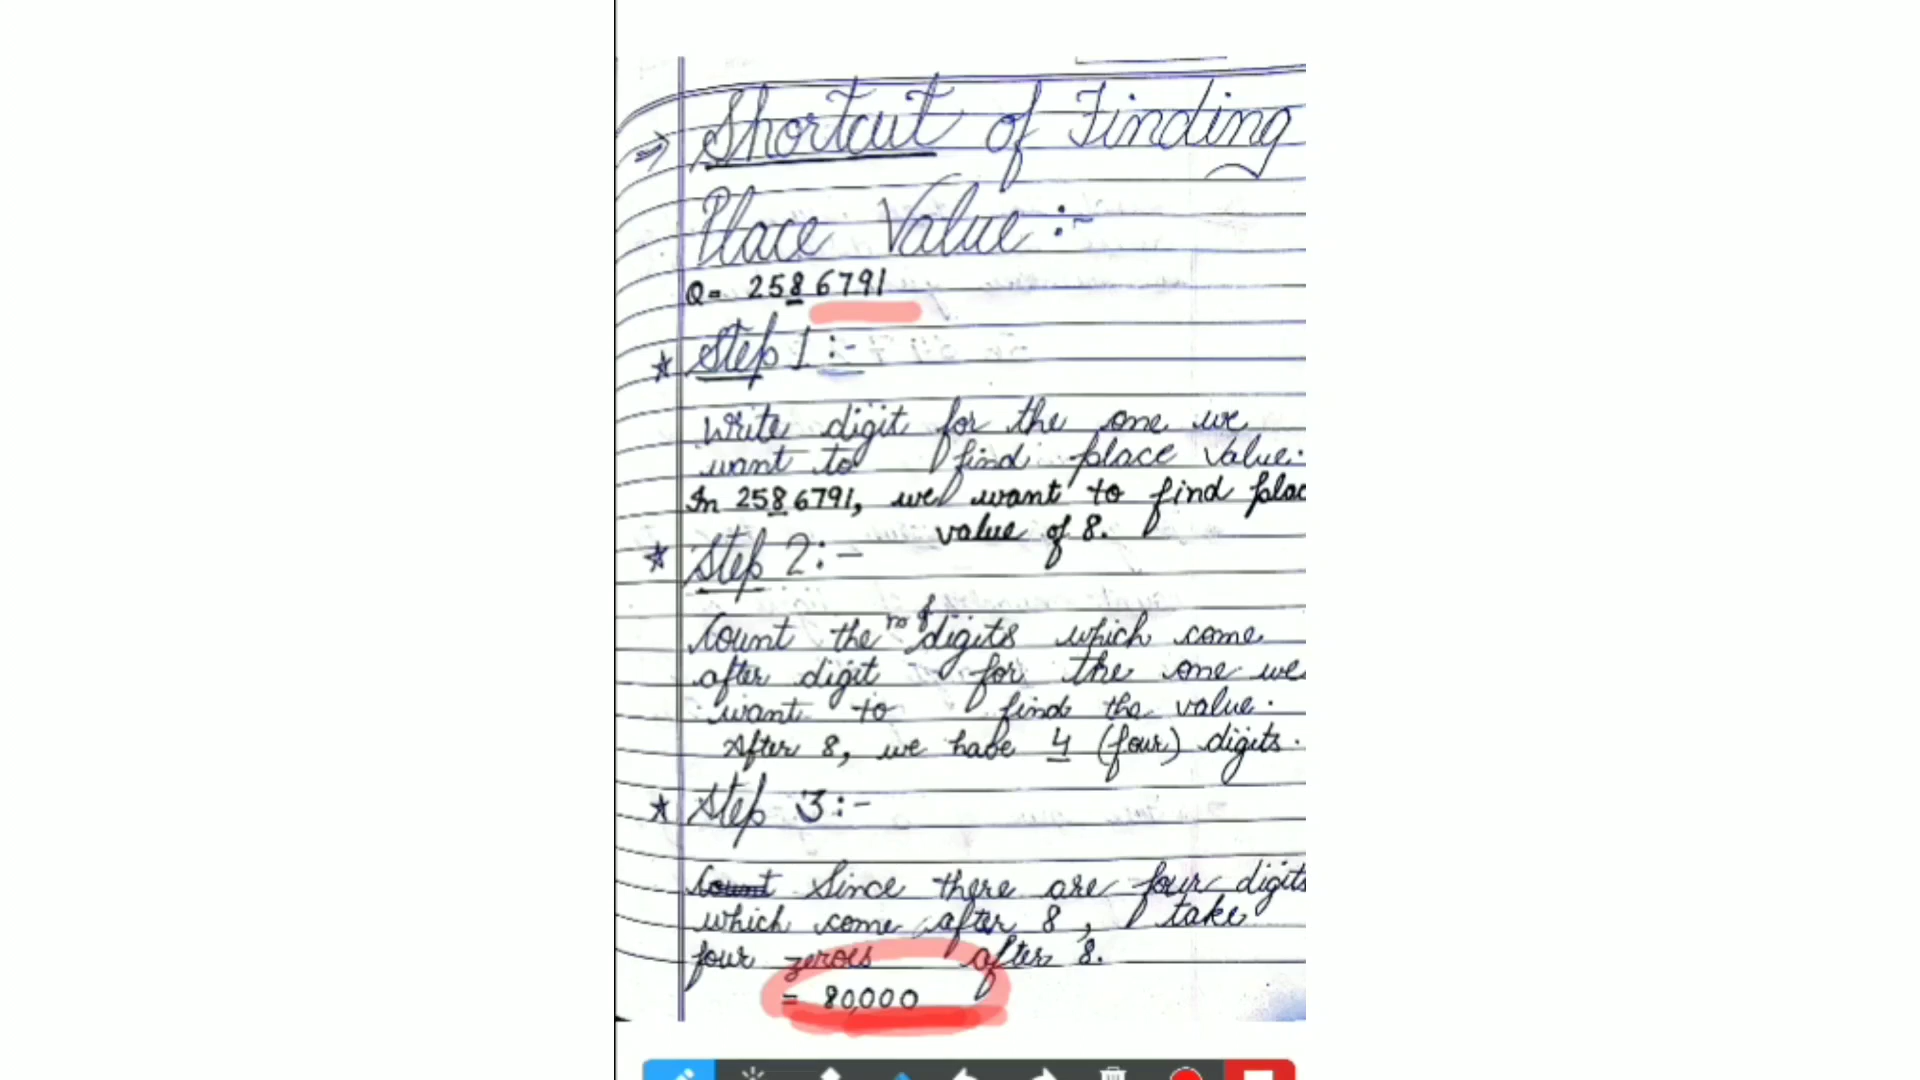 ⇒ Shortcut of Finding
Place Value :-
Q= 2586791
★ Step 1 :-
Write digit for the one we
want to find place value.
In 2586791, we want to find plac
value of 8.
★ Step 2:-
Count the no of digits which come
after digit for the one we
want to find the value.
After 8, we have 4 (four) digits.
★ Step 3:-
Count Since there are four digits
which come after 8, take
four zeroes after 8.
= 80,000